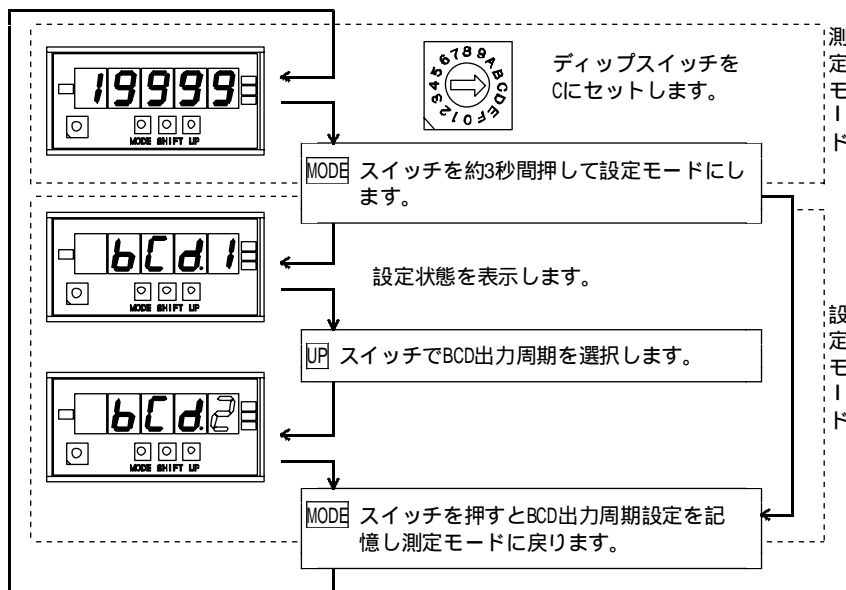 19999
MODE SHIFT UP
456789ABCDEF0123
ディップスイッチを
Cにセットします。
測定モード
MODE スイッチを約3秒間押して設定モードにし
ます。
bCd.1
MODE SHIFT UP
設定状態を表示します。
UP スイッチでBCD出力周期を選択します。
設定モード
bCd.2
MODE SHIFT UP
MODE スイッチを押すとBCD出力周期設定を記
憶し測定モードに戻ります。